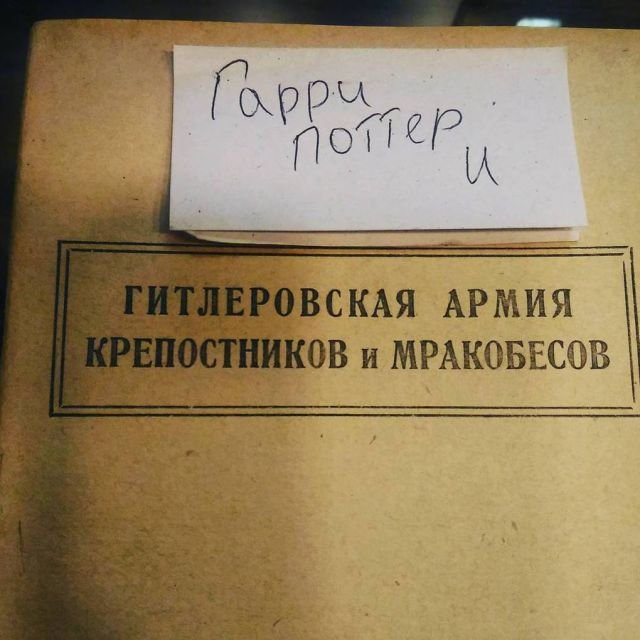 Гарри
поттер
и
ГИТЛЕРОВСКАЯ АРМИЯ
КРЕПОСТНИКОВ и МРАКОБЕСОВ